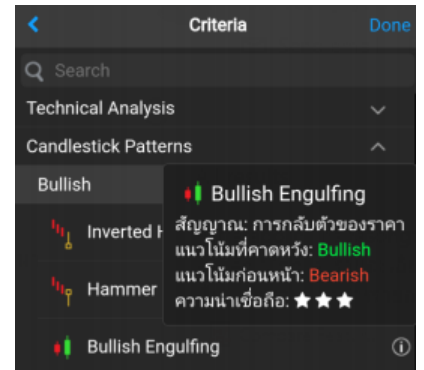 Criteria
Done
Search
Technical Analysis
Candlestick Patterns
Bullish
Bullish Engulfing
สัญญาณ: การกลับตัวของราคา
แนวโน้มที่คาดหวัง: Bullish
แนวโน้มก่อนหน้า: Bearish
ความน่าเชื่อถือ: ★ ★ ★
Inverted H
Hammer
Bullish Engulfing